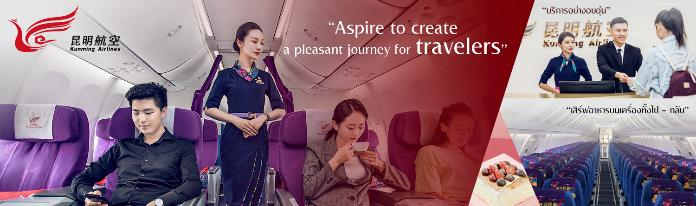 昆明航空
Kunming Airlines
“Aspire to create
a pleasant journey for travelers”
“บริการอย่างอบอุ่น”
昆明航空
Kunming Airlines
“เสิร์ฟอาหารบนเครื่องทั้งไป - กลับ”